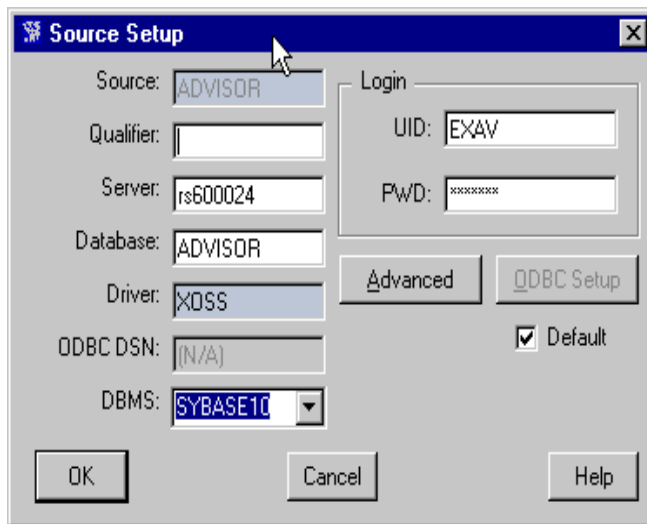 Source Setup
Source: ADVISOR
Qualifier:
Server: rs600024
Database: ADVISOR
Driver: XOSS
ODBC DSN: (N/A)
DBMS: SYBASE10
Login
UID: EXAV
PWD: *******
Advanced
ODBC Setup
Default
OK
Cancel
Help